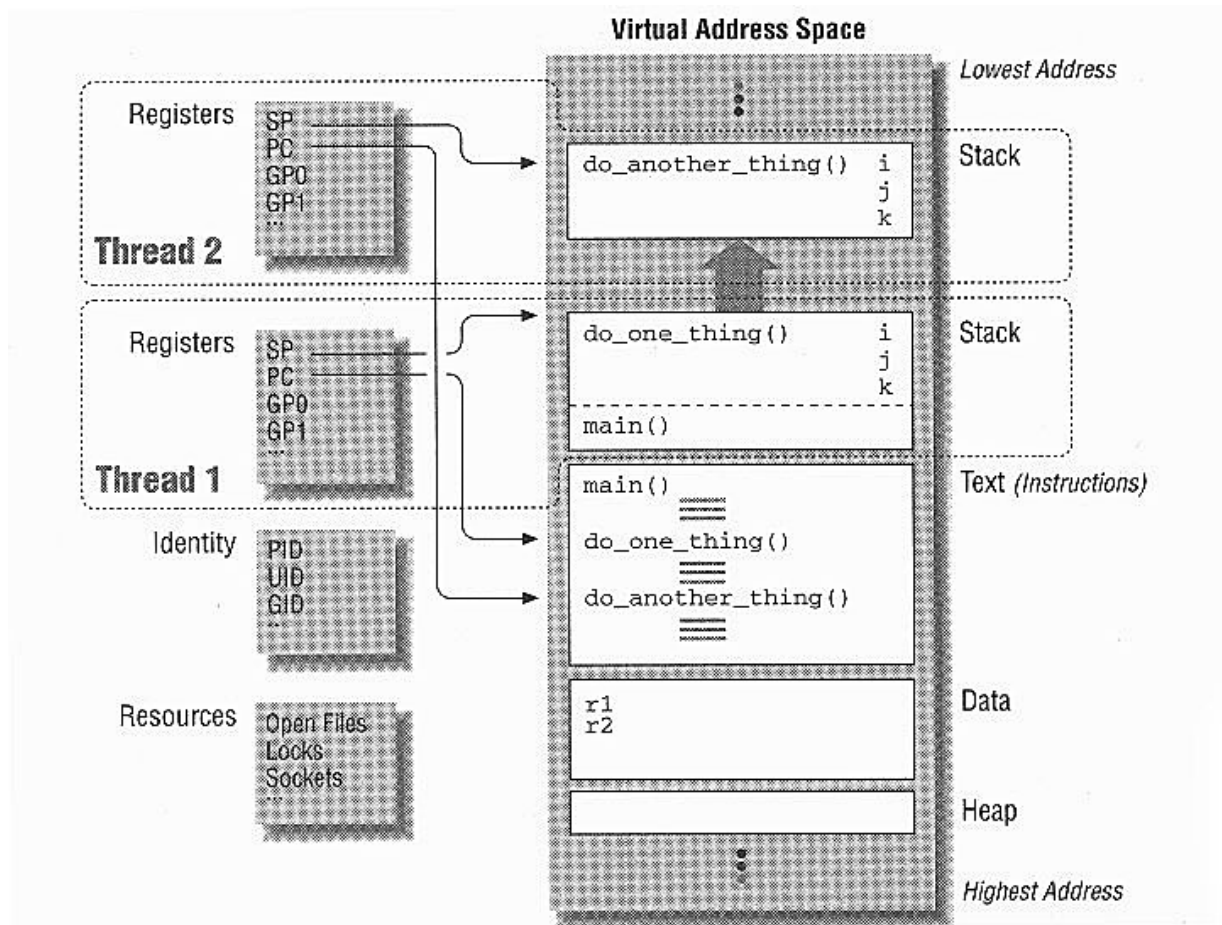 Virtual Address Space
Lowest Address
Registers
SP
PC
GP0
GP1
...
Thread 2
do_another_thing() i
j
k
Stack
Registers
SP
PC
GP0
GP1
...
Thread 1
do_one_thing() i
j
k
main()
Stack
main()
do_one_thing()
do_another_thing()
Text (Instructions)
Identity
PID
UID
GID
...
Resources
Open Files
Locks
Sockets
...
r1
r2
Data
Heap
Highest Address